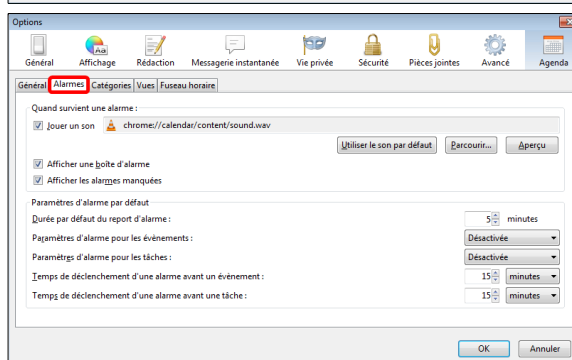 Options
Général Affichage Rédaction Messagerie instantanée Vie privée Sécurité Pièces jointes Avancé Agenda
Général Alarmes Catégories Vues Fuseau horaire
Quand survient une alarme :
Jouer un son chrome://calendar/content/sound.wav
Utiliser le son par défaut Parcourir... Aperçu
Afficher une boîte d'alarme
Afficher les alarmes manquées
Paramètres d'alarme par défaut
Durée par défaut du report d'alarme : 5 minutes
Paramètres d'alarme pour les évènements : Désactivée
Paramètres d'alarme pour les tâches : Désactivée
Temps de déclenchement d'une alarme avant un évènement : 15 minutes
Temps de déclenchement d'une alarme avant une tâche : 15 minutes
OK Annuler